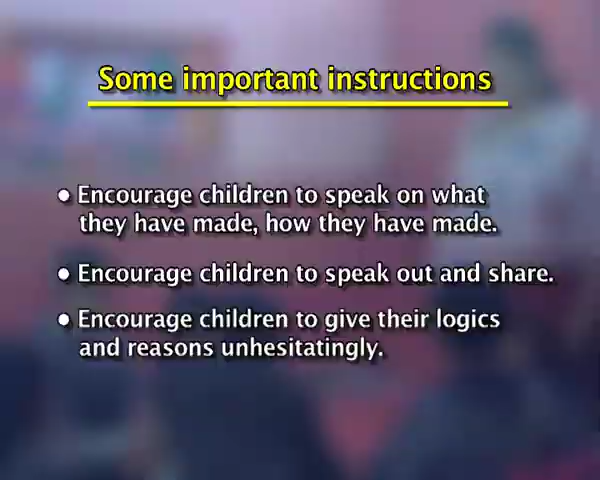 Some important instructions
• Encourage children to speak on what
they have made, how they have made.
• Encourage children to speak out and share.
• Encourage children to give their logics
and reasons unhesitatingly.